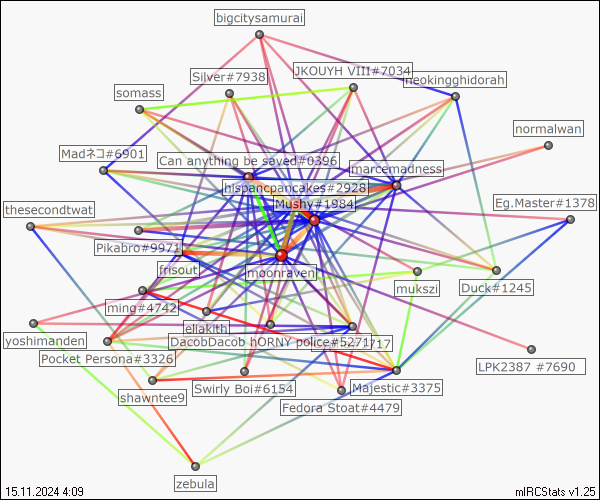 bigcitysamurai
Silver#7938
JKOUYH VIII#7034
neokingghidorah
somass
normalwan
Madネコ#6901
Can anything be saved#0396
marcemadness
hispancpancakes#2928
Mushy#1984
Eg.Master#1378
thesecondtwat
Pikabro#9971
frisout
moonraven
mukszi
Duck#1245
ming#4742
ellakith
yoshimanden
DacobDacob hORNY police#5271
717
Pocket Persona#3326
LPK2387 #7690
shawntee9
Swirly Boi#6154
Majestic#3375
Fedora Stoat#4479
zebula
15.11.2024 4:09
mIRCStats v1.25